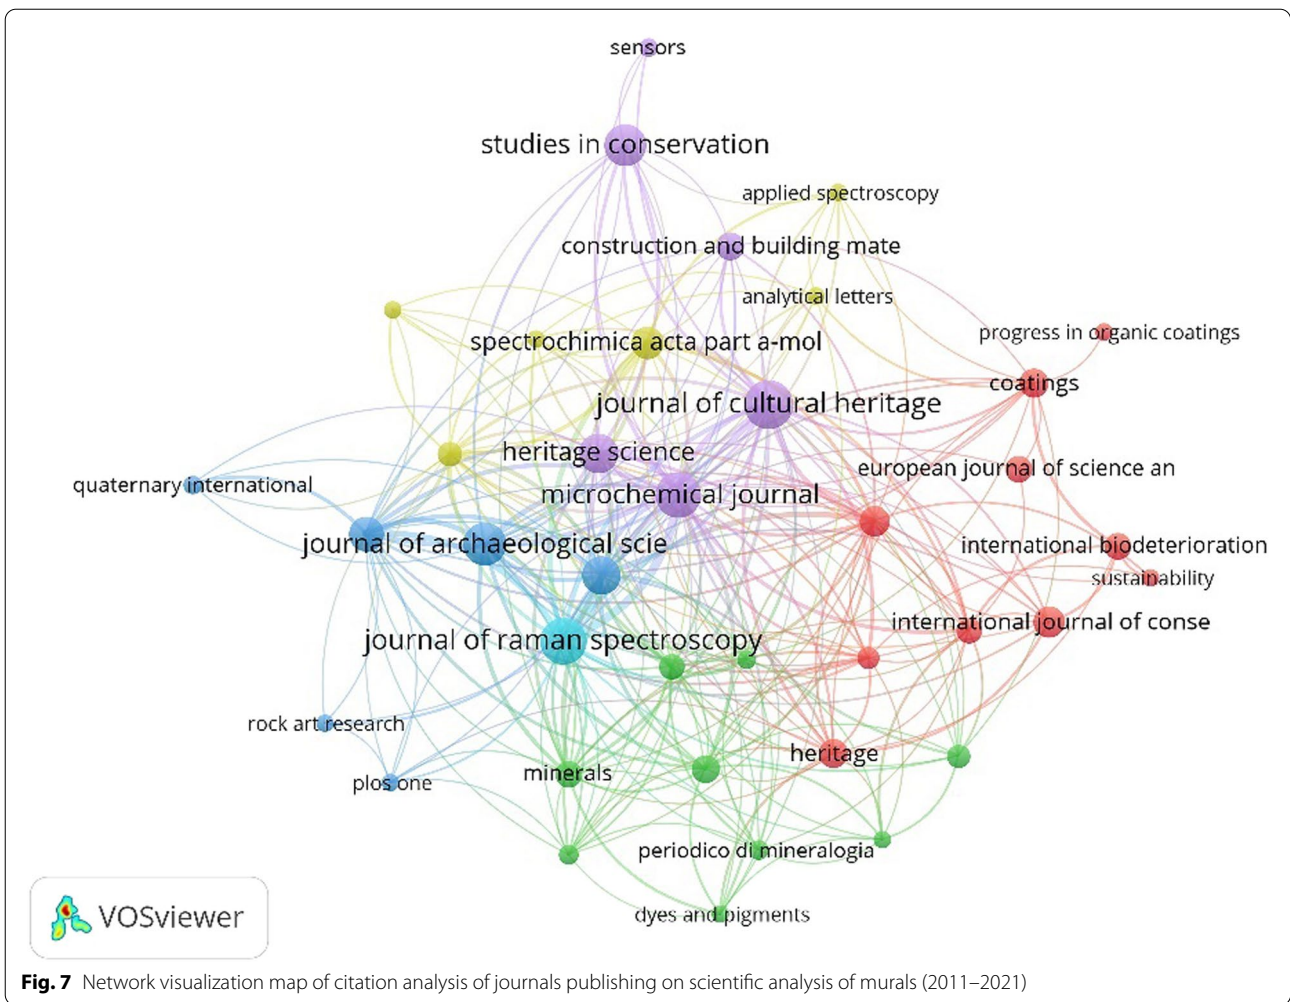 sensors
studies in conservation
applied spectroscopy
construction and building mate
analytical letters
progress in organic coatings
spectrochimica acta part a-mol
coatings
journal of cultural heritage
heritage science
european journal of science an
quaternary international
microchemical journal
journal of archaeological scie
international biodeterioration
sustainability
international journal of conse
journal of raman spectroscopy
rock art research
heritage
minerals
plos one
periodico di mineralogia
dyes and pigments
VOSviewer
Fig. 7 Network visualization map of citation analysis of journals publishing on scientific analysis of murals (2011–2021)